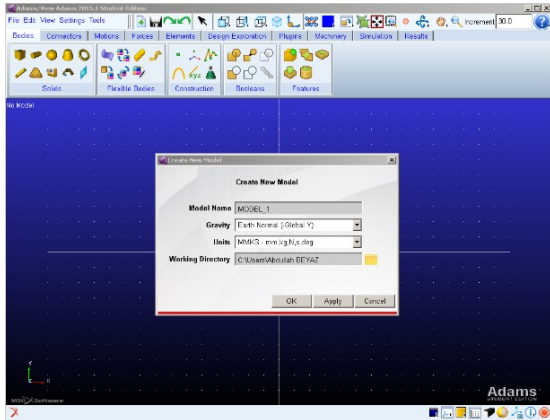 Adams/View Adams 2015.1 Student Edition
File Edit View Settings Tools
Increment 30.0
Bodies Connectors Motions Forces Elements Design Exploration Plugins Machinery Simulation Results
Solids Flexible Bodies Construction Booleans Features
No Model
Create New Model
Create New Model
Model Name MODEL_1
Gravity Earth Normal (-Global Y)
Units MMKS - mm,kg,N,s,deg
Working Directory C:\Users\Abdullah BEYAZ
OK Apply Cancel
Y
X
MSC Software
Adams
STUDENT EDITION